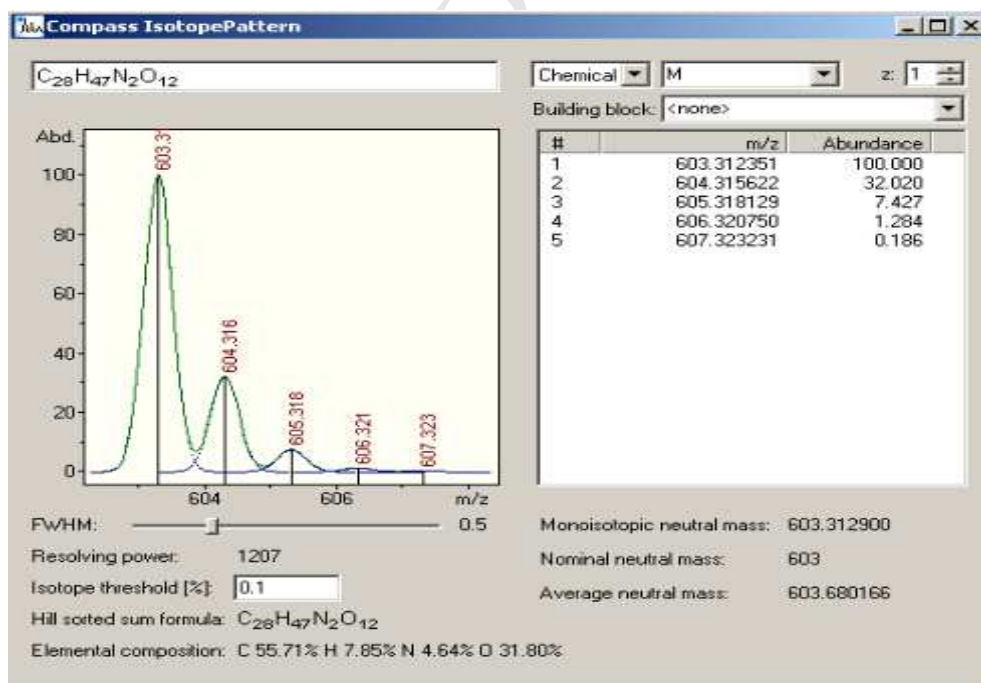 Compass IsotopePattern
C₂₈H₄₇N₂O₁₂
Chemical M z: 1
Building block: <none>
Abd.
100
80
60
40
20
0
603.3
604.316
605.318
606.321
607.323
604 606 m/z
# m/z Abundance
1 603.312351 100.000
2 604.315622 32.020
3 605.318129 7.427
4 606.320750 1.284
5 607.323231 0.186
FWHM: 0.5
Resolving power: 1207
Isotope threshold [%]: 0.1
Hill sorted sum formula: C₂₈H₄₇N₂O₁₂
Elemental composition: C 55.71% H 7.85% N 4.64% O 31.80%
Monoisotopic neutral mass: 603.312900
Nominal neutral mass: 603
Average neutral mass: 603.680166